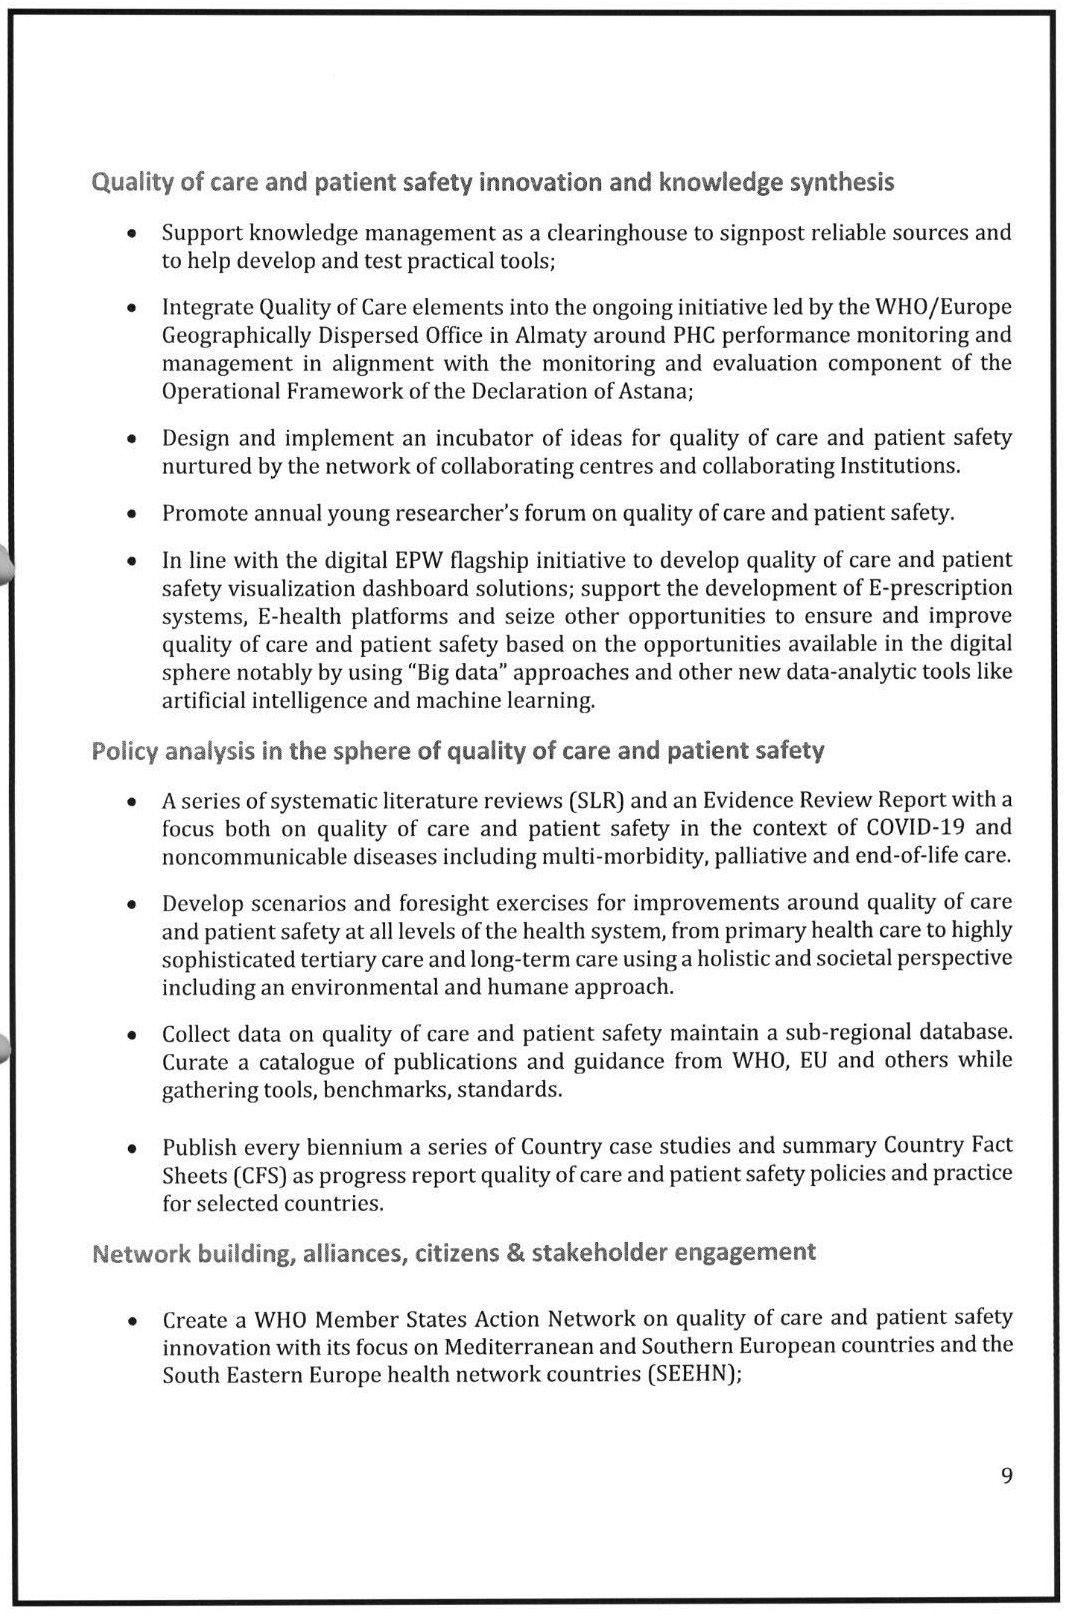 Quality of care and patient safety innovation and knowledge synthesis
• Support knowledge management as a clearinghouse to signpost reliable sources and
to help develop and test practical tools;
• Integrate Quality of Care elements into the ongoing initiative led by the WHO/Europe
Geographically Dispersed Office in Almaty around PHC performance monitoring and
management in alignment with the monitoring and evaluation component of the
Operational Framework of the Declaration of Astana;
• Design and implement an incubator of ideas for quality of care and patient safety
nurtured by the network of collaborating centres and collaborating Institutions.
• Promote annual young researcher's forum on quality of care and patient safety.
• In line with the digital EPW flagship initiative to develop quality of care and patient
safety visualization dashboard solutions; support the development of E-prescription
systems, E-health platforms and seize other opportunities to ensure and improve
quality of care and patient safety based on the opportunities available in the digital
sphere notably by using “Big data” approaches and other new data-analytic tools like
artificial intelligence and machine learning.
Policy analysis in the sphere of quality of care and patient safety
• A series of systematic literature reviews (SLR) and an Evidence Review Report with a
focus both on quality of care and patient safety in the context of COVID-19 and
noncommunicable diseases including multi-morbidity, palliative and end-of-life care.
• Develop scenarios and foresight exercises for improvements around quality of care
and patient safety at all levels of the health system, from primary health care to highly
sophisticated tertiary care and long-term care using a holistic and societal perspective
including an environmental and humane approach.
• Collect data on quality of care and patient safety maintain a sub-regional database.
Curate a catalogue of publications and guidance from WHO, EU and others while
gathering tools, benchmarks, standards.
• Publish every biennium a series of Country case studies and summary Country Fact
Sheets (CFS) as progress report quality of care and patient safety policies and practice
for selected countries.
Network building, alliances, citizens & stakeholder engagement
• Create a WHO Member States Action Network on quality of care and patient safety
innovation with its focus on Mediterranean and Southern European countries and the
South Eastern Europe health network countries (SEEHN);
9